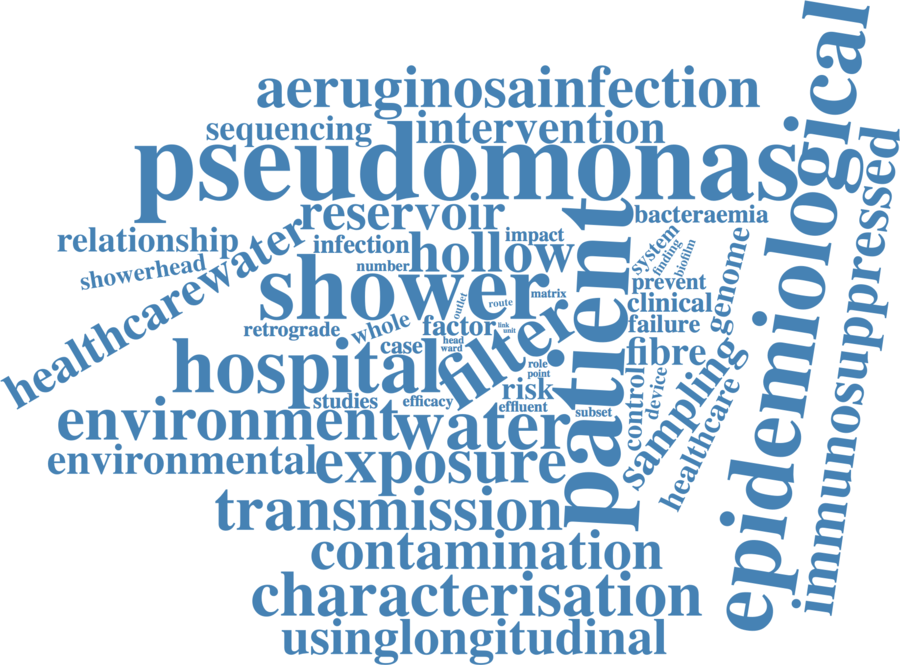 epidemiological
aeruginosainfection
sequencing
intervention
pseudomonas
immunosuppressed
reservoir
patient
bacteraemia
relationship
healthcarewater
infection
hollow
impact
system
finding
biofilm
genome
showerhead
number
shower
matrix
prevent
outlet
route
clinical
retrograde
whole
factor
link
unit
failure
case
head
ward
filter
fibre
sampling
hospital
role
point
risk
control
device
healthcare
studies
efficacy
effluent
subset
environment
water
environmental
exposure
transmission
contamination
characterisation
usinglongitudinal